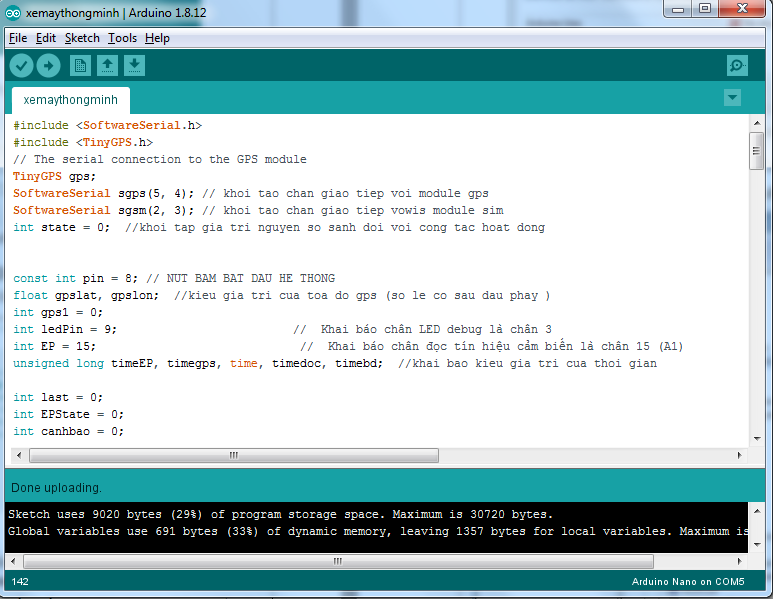 xemaythongminh | Arduino 1.8.12
File Edit Sketch Tools Help
xemaythongminh
#include <SoftwareSerial.h>
#include <TinyGPS.h>
// The serial connection to the GPS module
TinyGPS gps;
SoftwareSerial sgps(5, 4); // khoi tao chan giao tiep voi module gps
SoftwareSerial sgsm(2, 3); // khoi tao chan giao tiep vowis module sim
int state = 0; //khoi tap gia tri nguyen so sanh doi voi cong tac hoat dong
const int pin = 8; // NUT BAM BAT DAU HE THONG
float gpslat, gpslon; //kieu gia tri cua toa do gps (so le co sau dau phay )
int gps1 = 0;
int ledPin = 9; // Khai báo chân LED debug là chân 3
int EP = 15; // Khai báo chân đọc tín hiệu cảm biến là chân 15 (A1)
unsigned long timeEP, timegps, time, timedoc, timebd; //khai bao kieu gia tri cua thoi gian
int last = 0;
int EPState = 0;
int canhbao = 0;
Done uploading.
Sketch uses 9020 bytes (29%) of program storage space. Maximum is 30720 bytes.
Global variables use 691 bytes (33%) of dynamic memory, leaving 1357 bytes for local variables. Maximum is
142
Arduino Nano on COM5